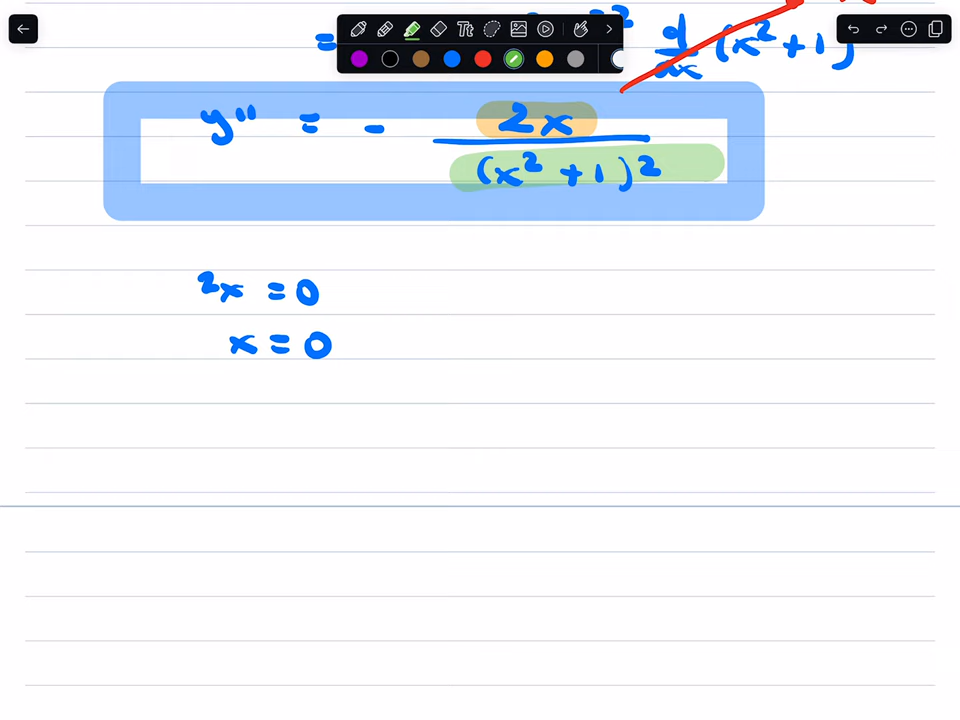 = d/dx (x² + 1)
y'' = - 2x / (x² + 1)²
2x = 0
x = 0